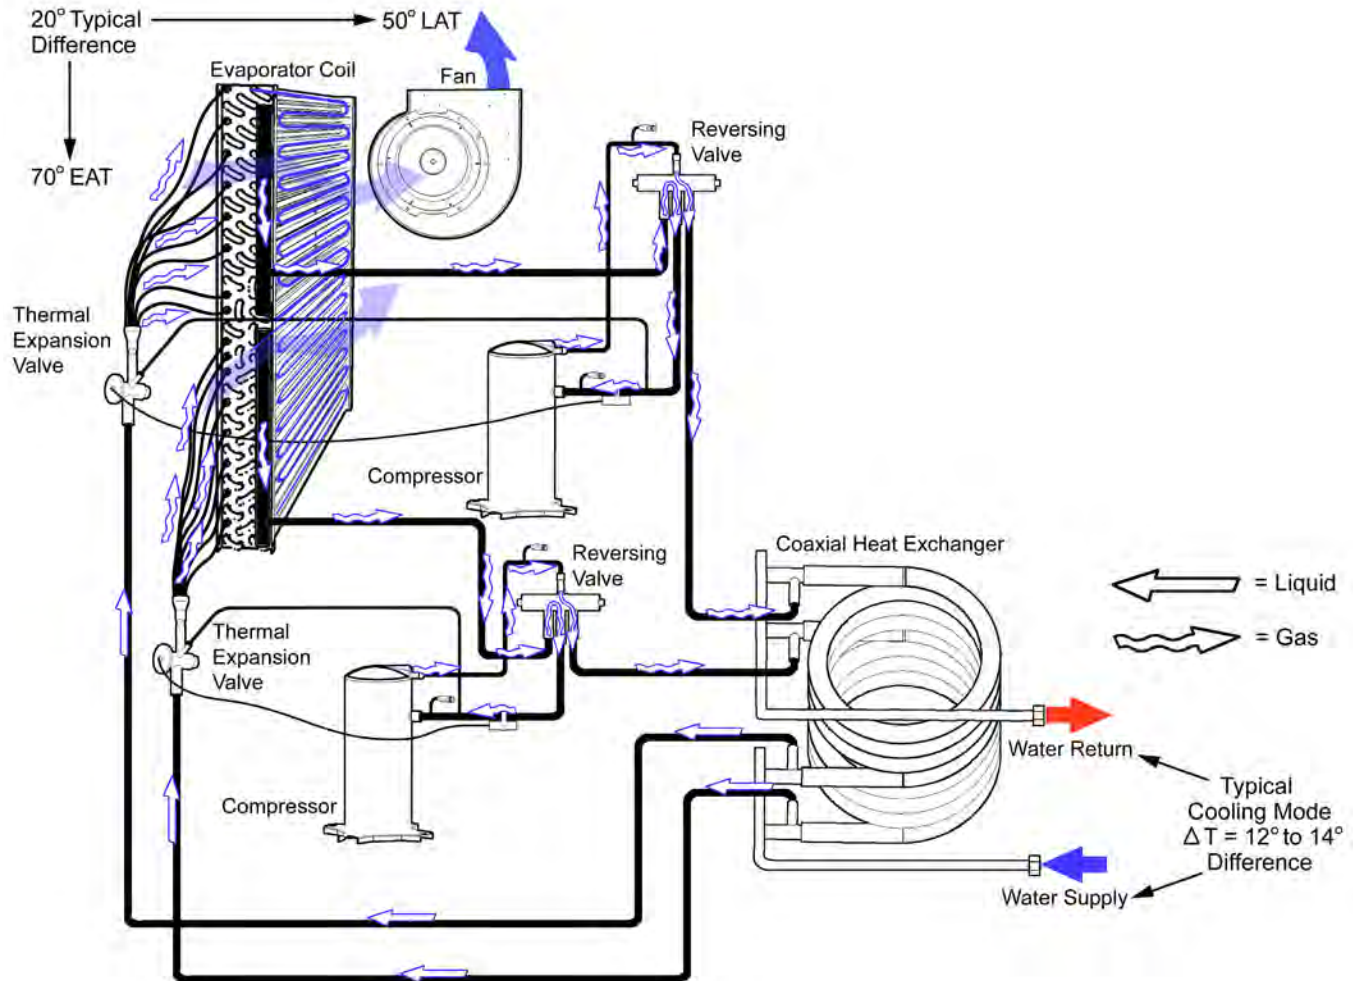 20° Typical
Difference
50° LAT
Evaporator Coil
Fan
Reversing
Valve
70° EAT
Thermal
Expansion
Valve
Compressor
Reversing
Valve
Coaxial Heat Exchanger
= Liquid
= Gas
Thermal
Expansion
Valve
Water Return
Typical
Cooling Mode
Δ T = 12° to 14°
Difference
Compressor
Water Supply